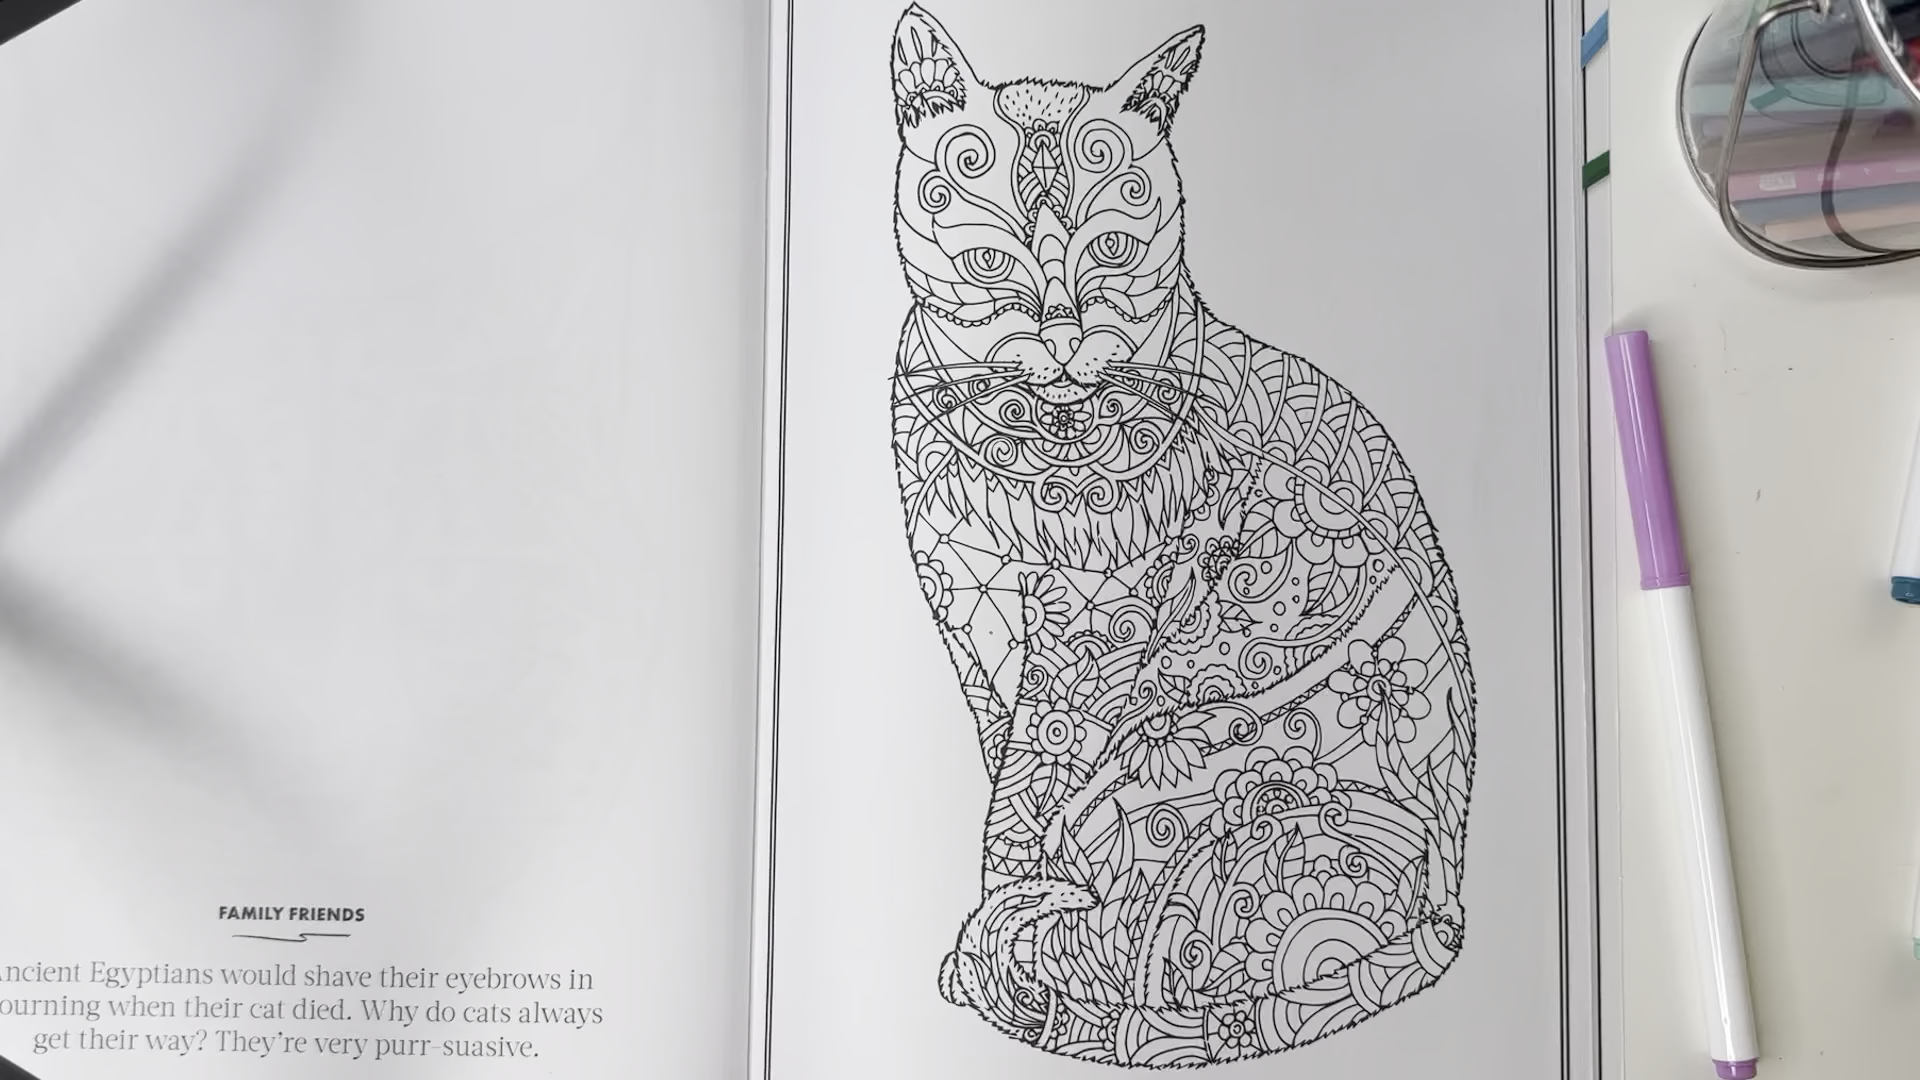 FAMILY FRIENDS
ncient Egyptians would shave their eyebrows in
ourning when their cat died. Why do cats always
get their way? They're very purr-suasive.